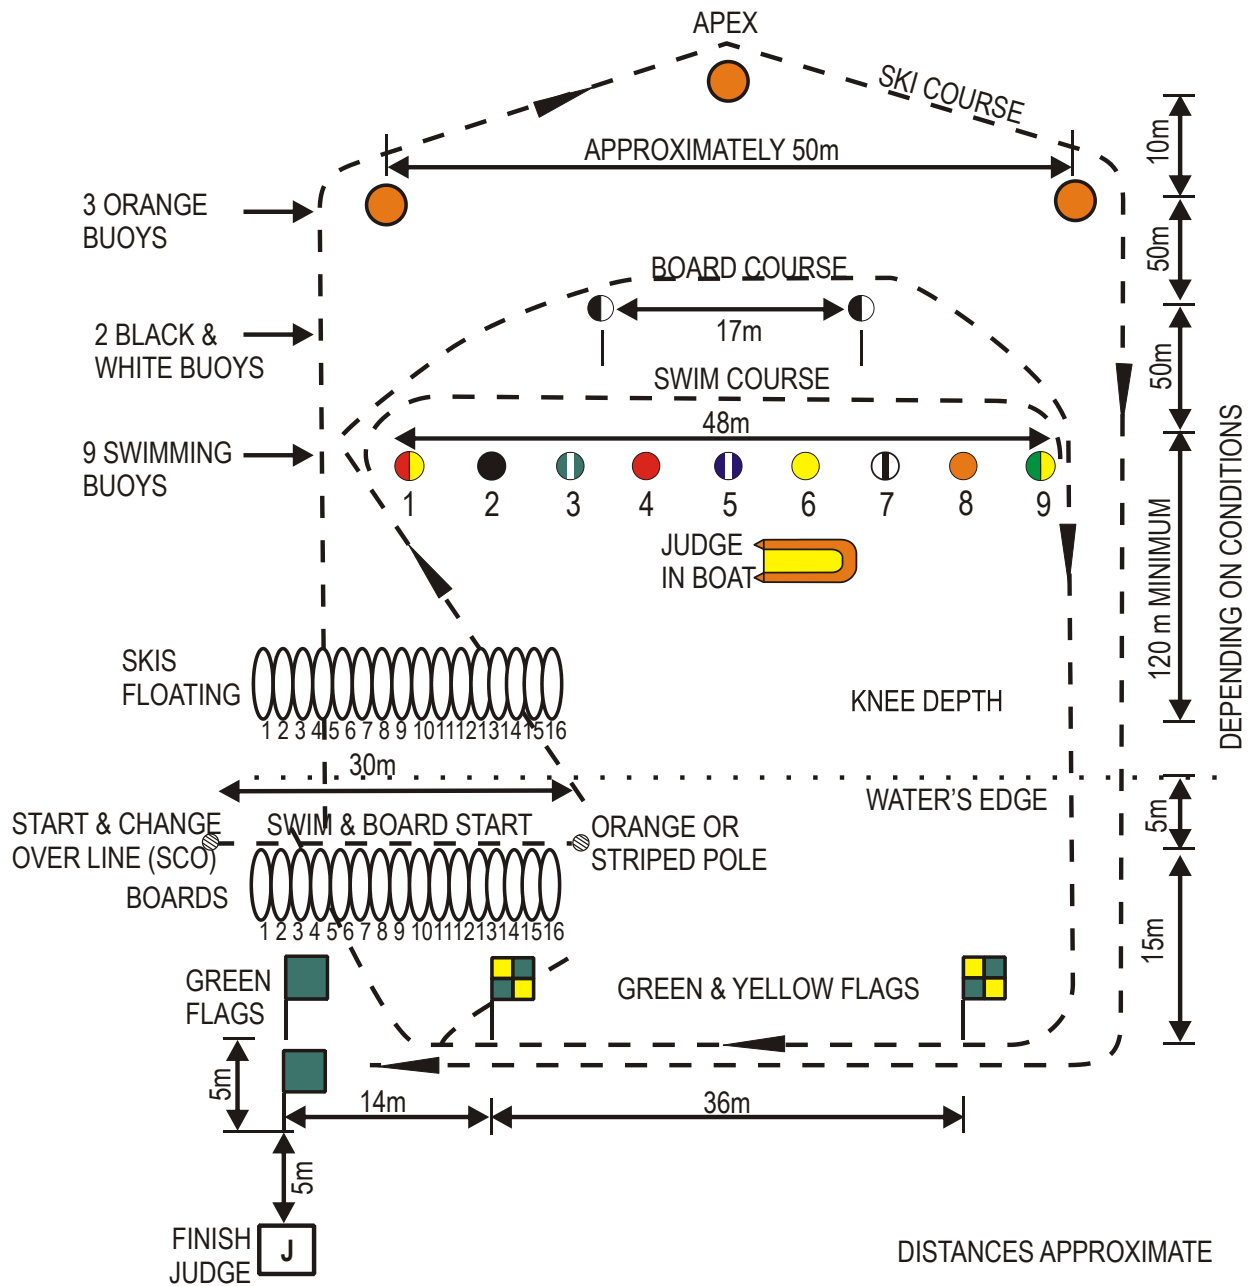 APEX
SKI COURSE
10m
APPROXIMATELY 50m
3 ORANGE
BUOYS
50m
BOARD COURSE
2 BLACK &
WHITE BUOYS
17m
50m
SWIM COURSE
48m
9 SWIMMING
BUOYS
1 2 3 4 5 6 7 8 9
JUDGE
IN BOAT
120 m MINIMUM
DEPENDING ON CONDITIONS
SKIS
FLOATING
KNEE DEPTH
1 2 3 4 5 6 7 8 9 10 11 12 13 14 15 16
30m
WATER'S EDGE
5m
START & CHANGE
OVER LINE (SCO)
SWIM & BOARD START
ORANGE OR
STRIPED POLE
BOARDS
1 2 3 4 5 6 7 8 9 10 11 12 13 14 15 16
15m
GREEN
FLAGS
GREEN & YELLOW FLAGS
5m
14m
36m
5m
FINISH
JUDGE
J
DISTANCES APPROXIMATE